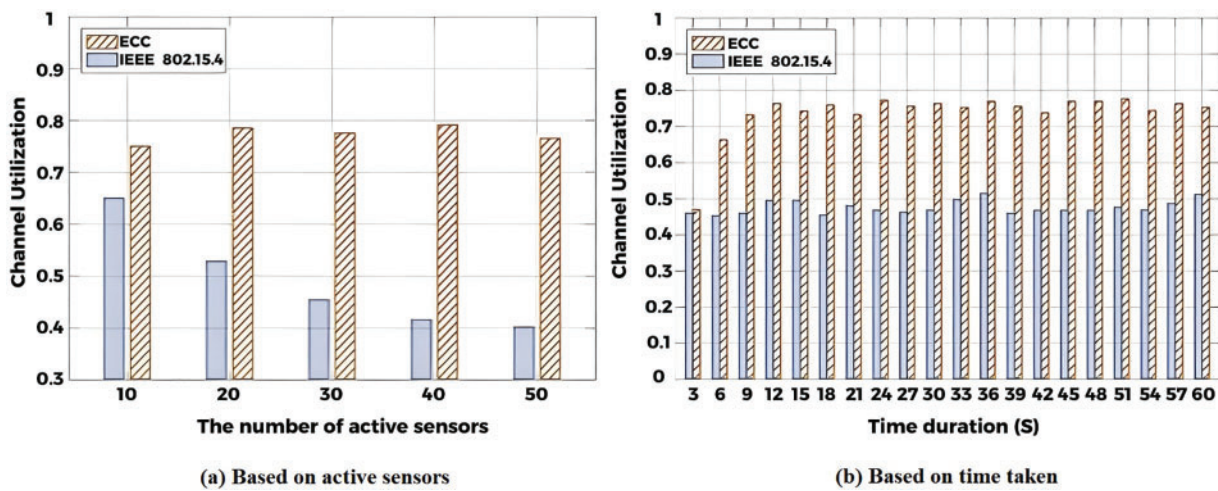 1
0.9
0.8
0.7
0.6
0.5
0.4
0.3
Channel Utilization
ECC
IEEE 802.15.4
10 20 30 40 50
The number of active sensors
(a) Based on active sensors
1
0.9
0.8
0.7
0.6
0.5
0.4
0.3
0.2
0.1
0
Channel Utilization
ECC
IEEE 802.15.4
3 6 9 12 15 18 21 24 27 30 33 36 39 42 45 48 51 54 57 60
Time duration (S)
(b) Based on time taken